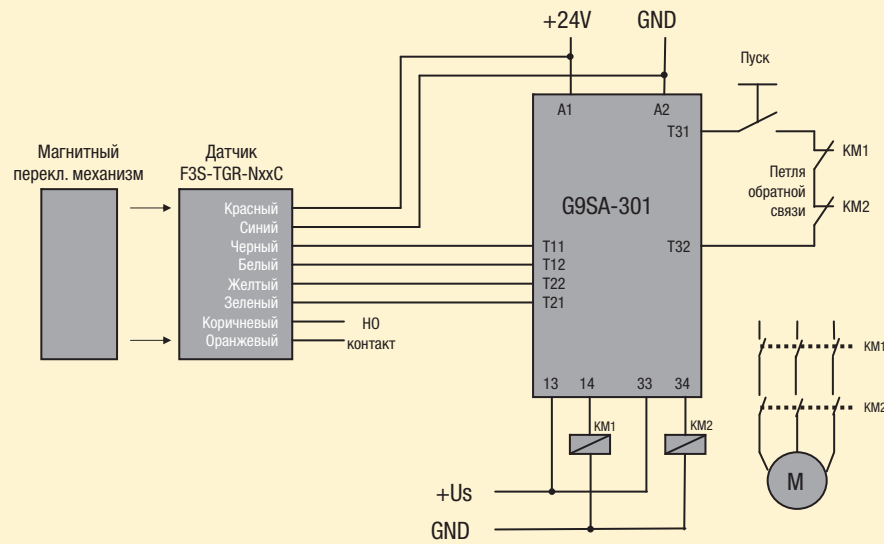 +24V
GND
Пуск
A1
A2
T31
KM1
Магнитный
перекл. механизм
Датчик
F3S-TGR-NxxC
Петля
обратной
связи
KM2
G9SA-301
Красный
Синий
Черный
T11
T32
Белый
T12
Желтый
T22
Зеленый
T21
Коричневый
НО
Оранжевый
контакт
KM1
13
14
33
34
KM2
KM1
KM2
M
+Us
GND